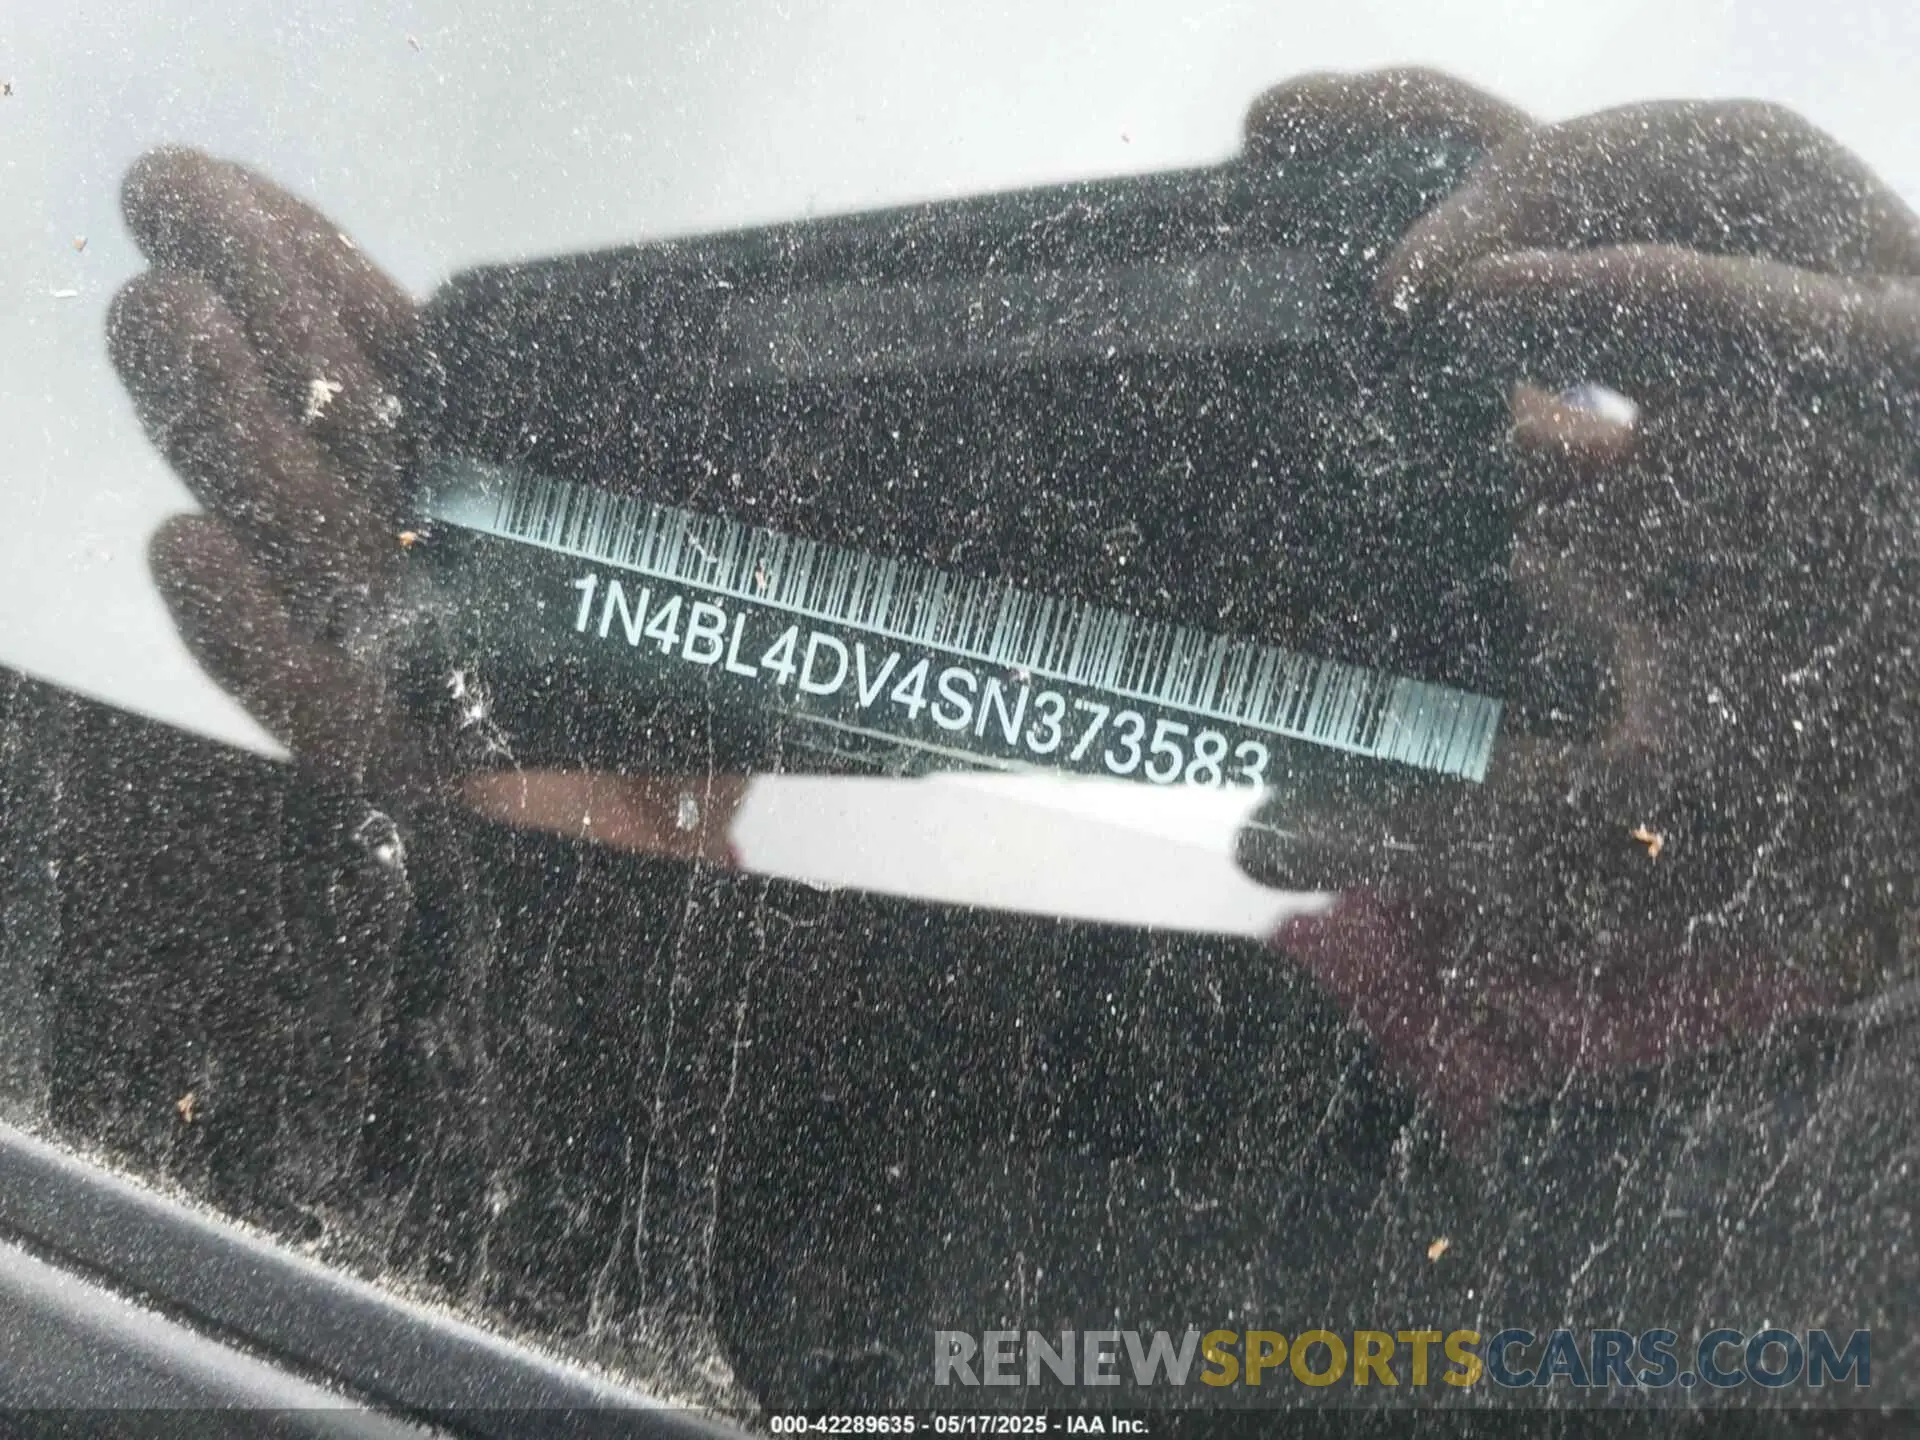 1N4BL4DV4SN373583
RENEWSPORTSCARS.COM
000-42289635 - 05/17/2025 - IAA Inc.